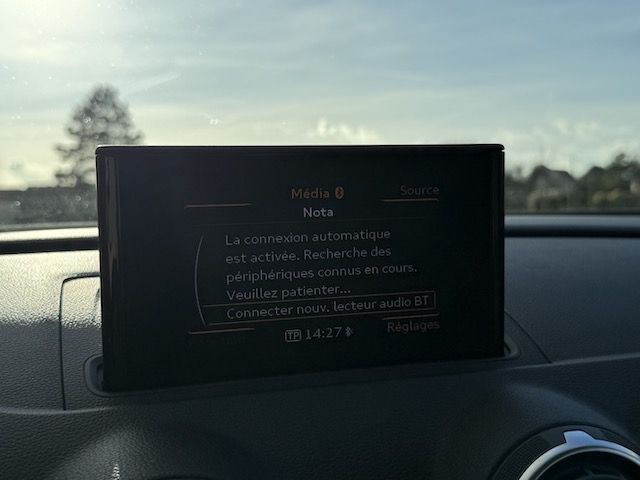 Média
Source
Nota
La connexion automatique
est activée. Recherche des
périphériques connus en cours.
Veuillez patienter...
Connecter nouv. lecteur audio BT
TP 14:27
Réglages